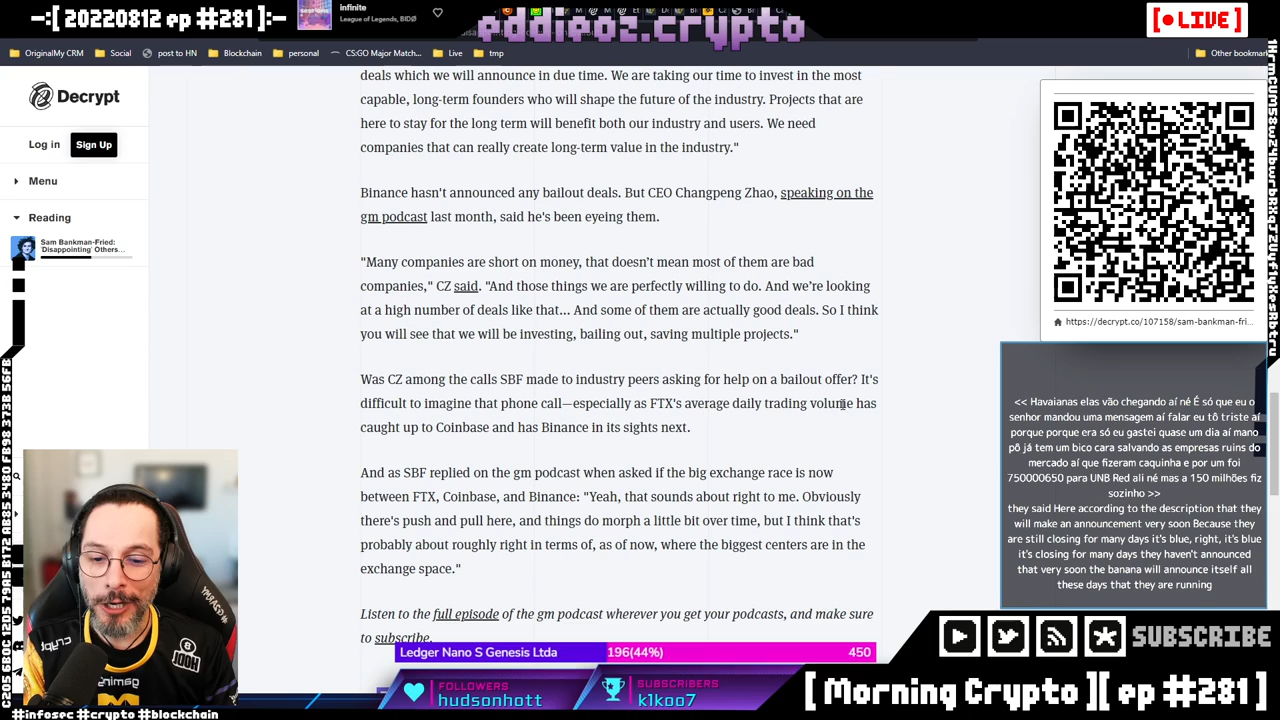 -:[ 20220812 ep #281 ]:-
infinite
League of Legends, BIDØ
eddieoz.crypto
[ LIVE ]
OriginalMy CRM
Social
post to HN
Blockchain
personal
CS:GO Major Match...
Live
tmp
Other bookmar
Decrypt
Log in
Sign Up
Menu
Reading
Sam Bankman-Fried:
'Disappointing' Others...
deals which we will announce in due time. We are taking our time to invest in the most
capable, long-term founders who will shape the future of the industry. Projects that are
here to stay for the long term will benefit both our industry and users. We need
companies that can really create long-term value in the industry."
Binance hasn't announced any bailout deals. But CEO Changpeng Zhao, speaking on the
gm podcast last month, said he's been eyeing them.
"Many companies are short on money, that doesn't mean most of them are bad
companies," CZ said. "And those things we are perfectly willing to do. And we're looking
at a high number of deals like that... And some of them are actually good deals. So I think
you will see that we will be investing, bailing out, saving multiple projects."
Was CZ among the calls SBF made to industry peers asking for help on a bailout offer? It's
difficult to imagine that phone call—especially as FTX's average daily trading volume has
caught up to Coinbase and has Binance in its sights next.
And as SBF replied on the gm podcast when asked if the big exchange race is now
between FTX, Coinbase, and Binance: "Yeah, that sounds about right to me. Obviously
there's push and pull here, and things do morph a little bit over time, but I think that's
probably about roughly right in terms of, as of now, where the biggest centers are in the
exchange space."
Listen to the full episode of the gm podcast wherever you get your podcasts, and make sure
to subscribe.
https://decrypt.co/107158/sam-bankman-fri...
<< Havaianas elas vão chegando aí né É só que eu o
senhor mandou uma mensagem aí falar eu tô triste aí
porque porque era só eu gastei quase um dia aí mano
pô já tem um bico cara salvando as empresas ruins do
mercado aí que fizeram caquinha e por um foi
750000650 para UNB Red ali né mas a 150 milhões fiz
sozinho >>
they said Here according to the description that they
will make an announcement very soon Because they
are still closing for many days it's blue, right, it's blue
it's closing for many days they haven't announced
that very soon the banana will announce itself all
these days that they are running
Ledger Nano S Genesis Ltda
196(44%)
450
FOLLOWERS
hudsonhott
SUBSCRIBERS
k1koo7
SUBSCRIBE
[ Morning Crypto ][ ep #281 ]
#infosec #crypto #blockchain